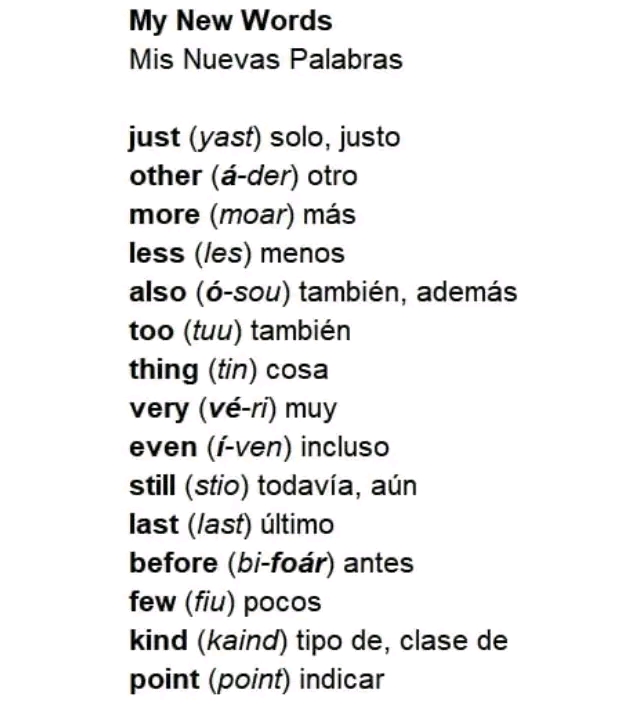 My New Words
Mis Nuevas Palabras
just (yast) solo, justo
other (á-der) otro
more (moar) más
less (les) menos
also (ó-sou) también, además
too (tuu) también
thing (tin) cosa
very (vé-ri) muy
even (í-ven) incluso
still (stio) todavía, aún
last (last) último
before (bi-foár) antes
few (fiu) pocos
kind (kaind) tipo de, clase de
point (point) indicar